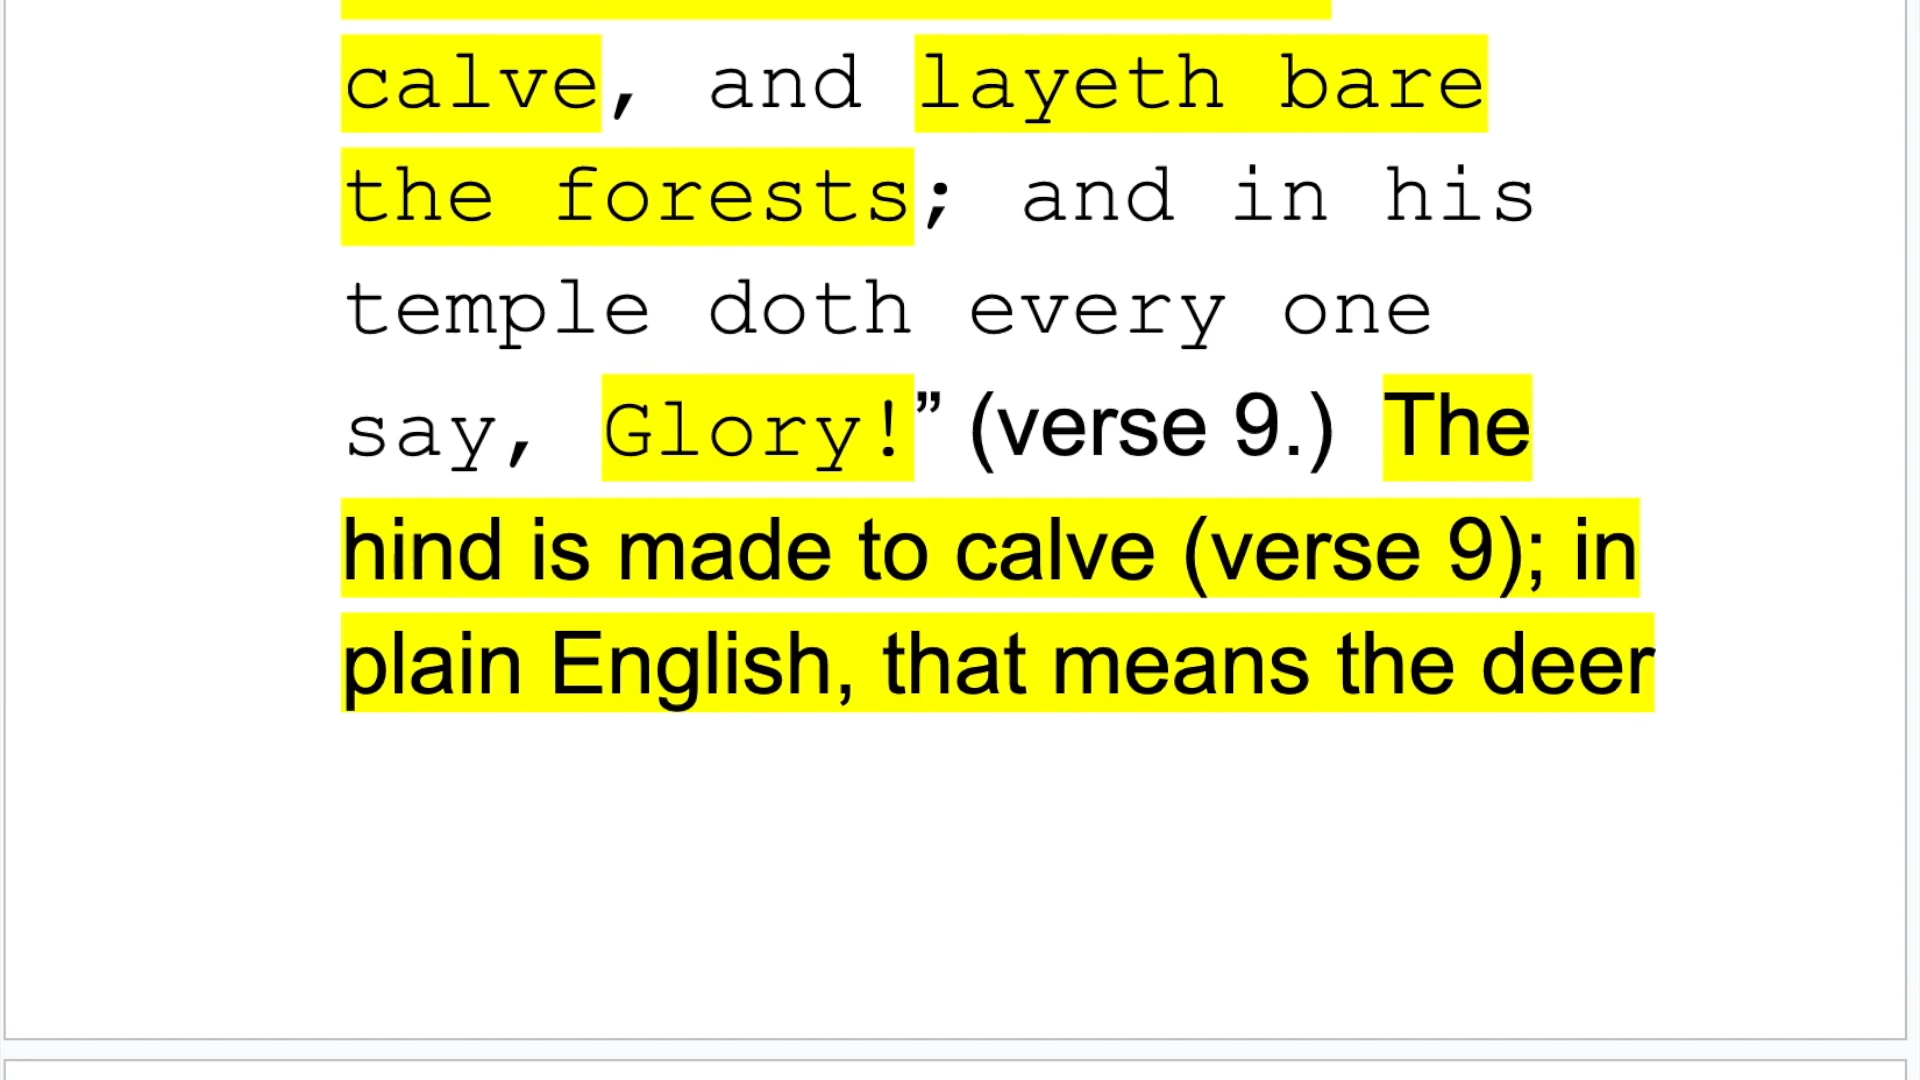 calve, and layeth bare
the forests; and in his
temple doth every one
say, Glory!” (verse 9.) The
hind is made to calve (verse 9); in
plain English, that means the deer